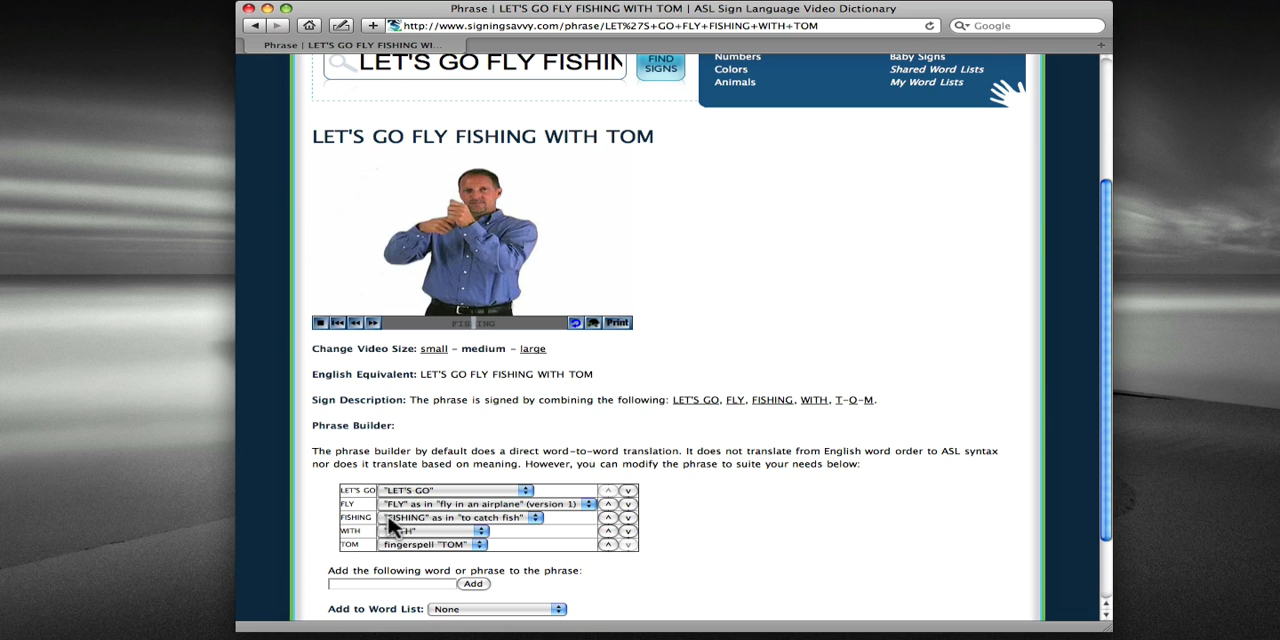 Phrase | LET'S GO FLY FISHING WITH TOM | ASL Sign Language Video Dictionary
http://www.signingsavvy.com/phrase/LET%27S+GO+FLY+FISHING+WITH+TOM
Google
Phrase | LET'S GO FLY FISHING WI...
LET'S GO FLY FISHIN
FIND SIGNS
Numbers
Colors
Animals
Baby Signs
Shared Word Lists
My Word Lists
LET'S GO FLY FISHING WITH TOM
FISHING
Print
Change Video Size: small - medium - large
English Equivalent: LET'S GO FLY FISHING WITH TOM
Sign Description: The phrase is signed by combining the following: LET'S GO, FLY, FISHING, WITH, T-O-M.
Phrase Builder:
The phrase builder by default does a direct word-to-word translation. It does not translate from English word order to ASL syntax
nor does it translate based on meaning. However, you can modify the phrase to suite your needs below:
LET'S GO "LET'S GO"
FLY "FLY" as in "fly in an airplane" (version 1)
FISHING "FISHING" as in "to catch fish"
WITH
TOM fingerspell "TOM"
Add the following word or phrase to the phrase:
Add
Add to Word List: None